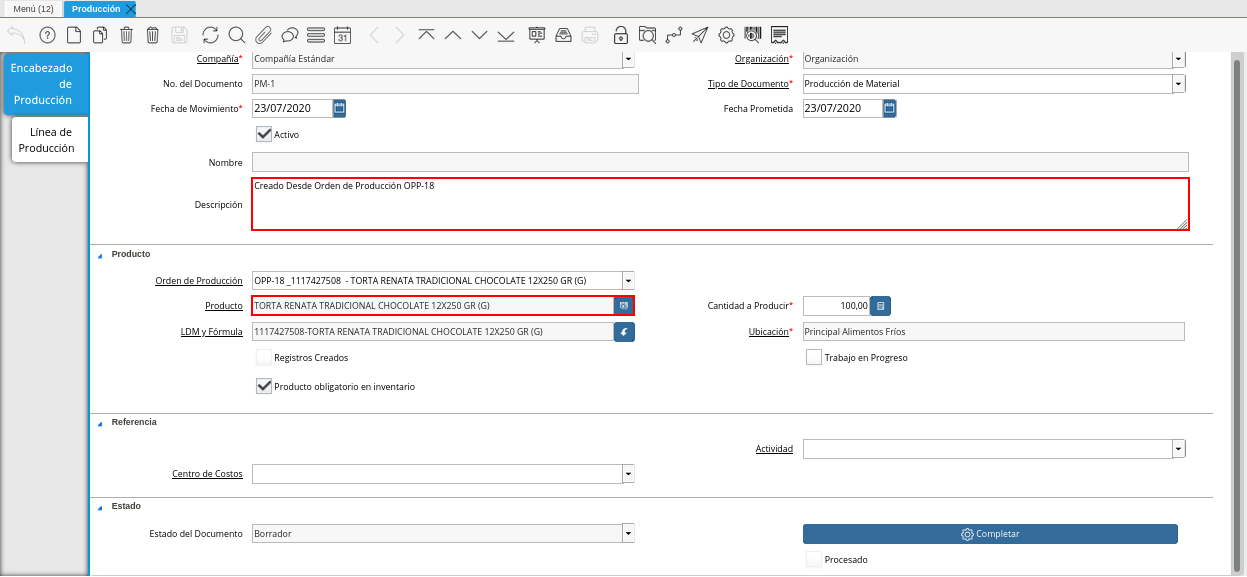 Menú (12) Producción
31
Encabezado de Producción
Línea de Producción
Compañía* Compañía Estándar Organización* Organización
No. del Documento PM-1 Tipo de Documento* Producción de Material
Fecha de Movimiento* 23/07/2020 Fecha Prometida 23/07/2020
Activo
Nombre
Descripción Creado Desde Orden de Producción OPP-18
Producto
Orden de Producción OPP-18 _1117427508 - TORTA RENATA TRADICIONAL CHOCOLATE 12X250 GR (G)
Producto TORTA RENATA TRADICIONAL CHOCOLATE 12X250 GR (G) Cantidad a Producir* 100,00
LDM y Fórmula 1117427508-TORTA RENATA TRADICIONAL CHOCOLATE 12X250 GR (G) Ubicación* Principal Alimentos Fríos
Registros Creados Trabajo en Progreso
Producto obligatorio en inventario
Referencia
Actividad
Centro de Costos
Estado
Estado del Documento Borrador Completar
Procesado